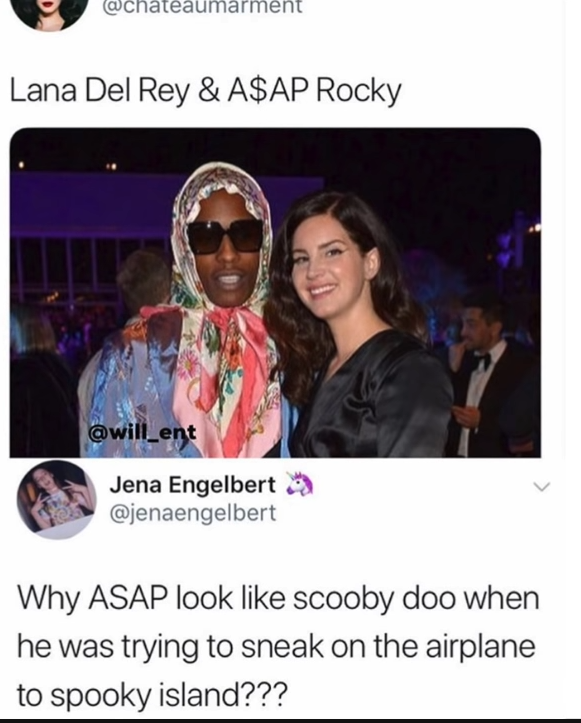 @chateaumarment
Lana Del Rey & A$AP Rocky
@will_ent
Jena Engelbert 🦄
@jenaengelbert
Why ASAP look like scooby doo when
he was trying to sneak on the airplane
to spooky island???